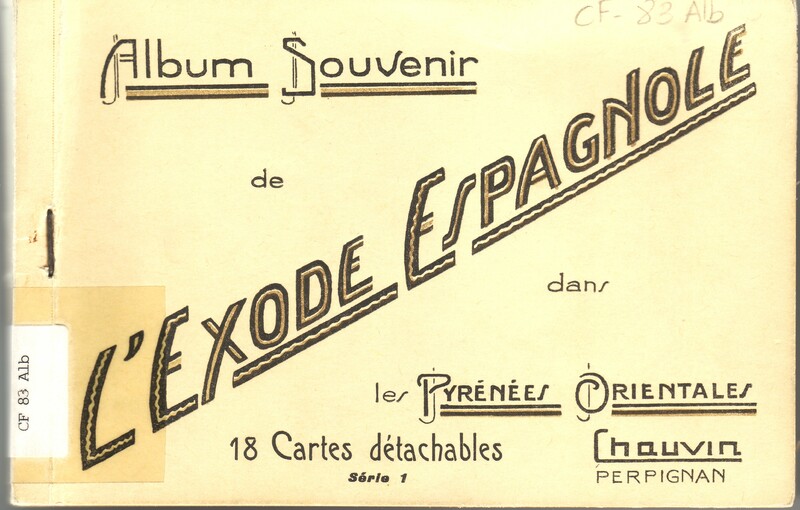 CF-83 Alb
Album Souvenir
de
L'EXODE ESPAGNOLE
dans
les PYRÉNÉES ORIENTALES
18 Cartes détachables
Série 1
Chauvin
PERPIGNAN
CF 83 Alb